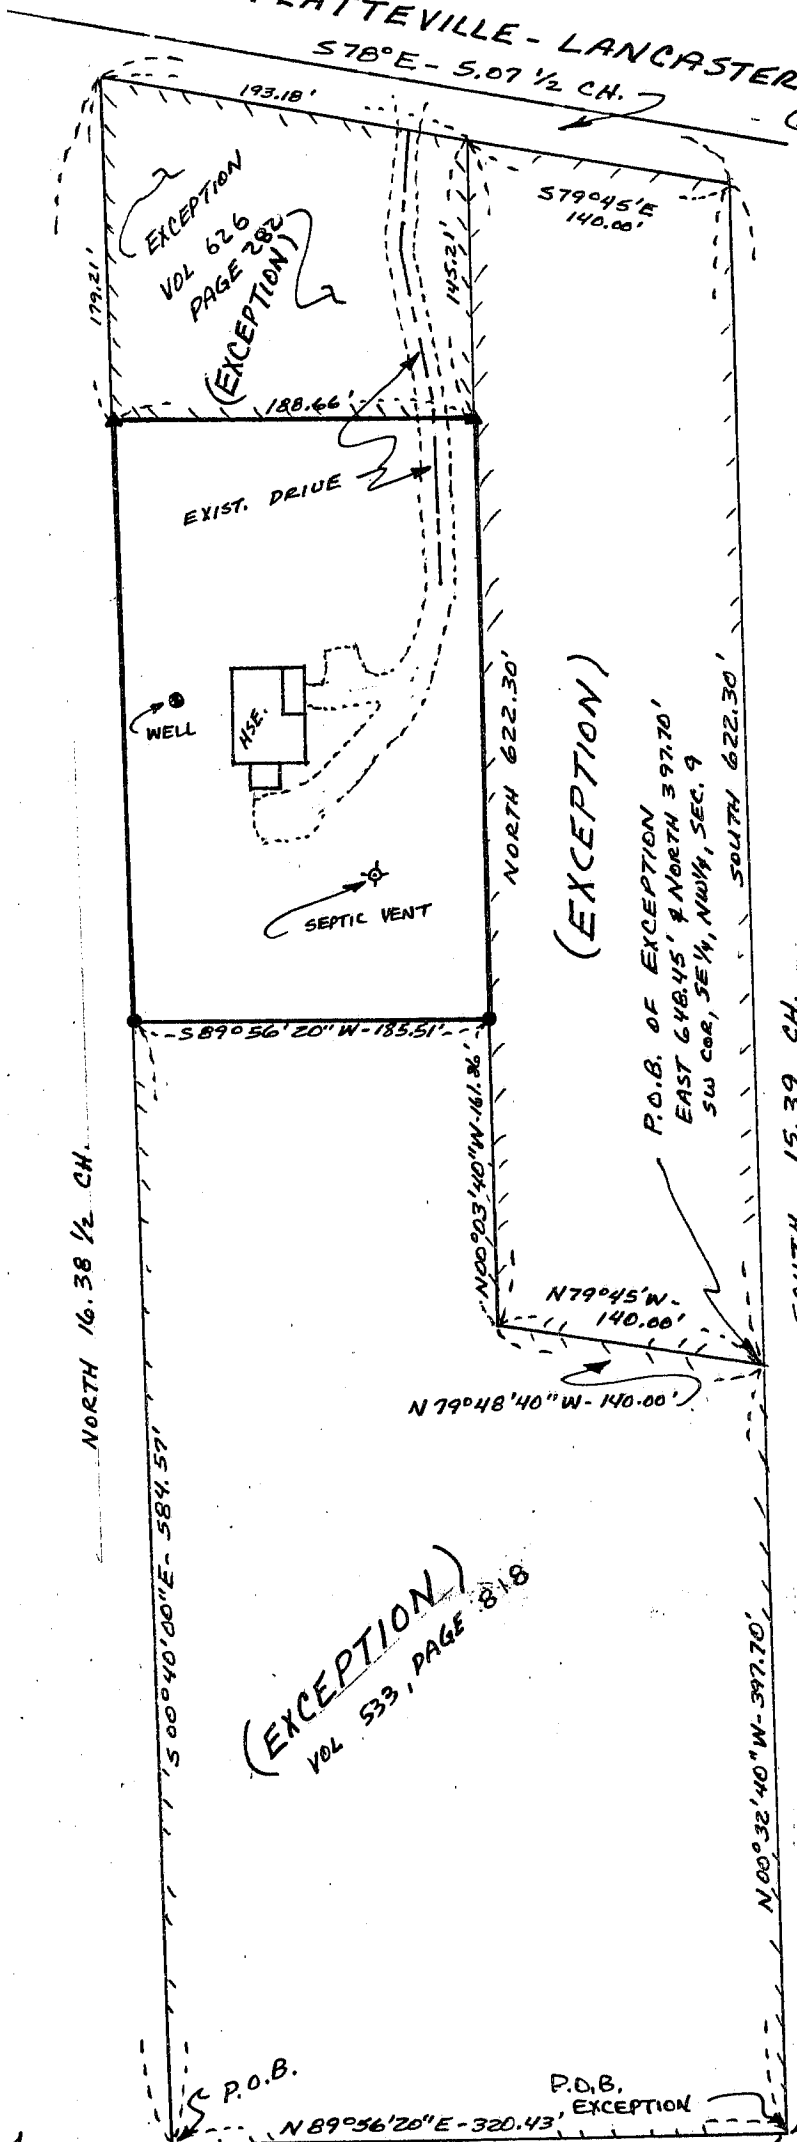 PLATTEVILLE - LANCASTER
S78°E - 5.07 ½ CH.
193.18'
S79°45'E
140.00'
EXCEPTION
VOL 626
PAGE 282
(EXCEPTION)
179.21'
145.21'
188.66'
EXIST. DRIVE
WELL
HSE.
SEPTIC VENT
NORTH 622.30'
(EXCEPTION)
P.O.B. OF EXCEPTION
EAST 648.45' & NORTH 397.70'
SW COR, SE¼, NW¼, SEC. 9
SOUTH 622.30'
S89°56'20"W-185.51'
N00°03'40"W-161.86'
NORTH 16.38 ½ CH.
SOUTH 15.39 CH.
N79°45'W-
140.00'
N79°48'40"W-140.00'
S00°40'00"E-584.57'
(EXCEPTION)
VOL 533, PAGE 818
N00°32'40"W-397.70'
P.O.B.
P.O.B.
EXCEPTION
N89°56'20"E-320.43'